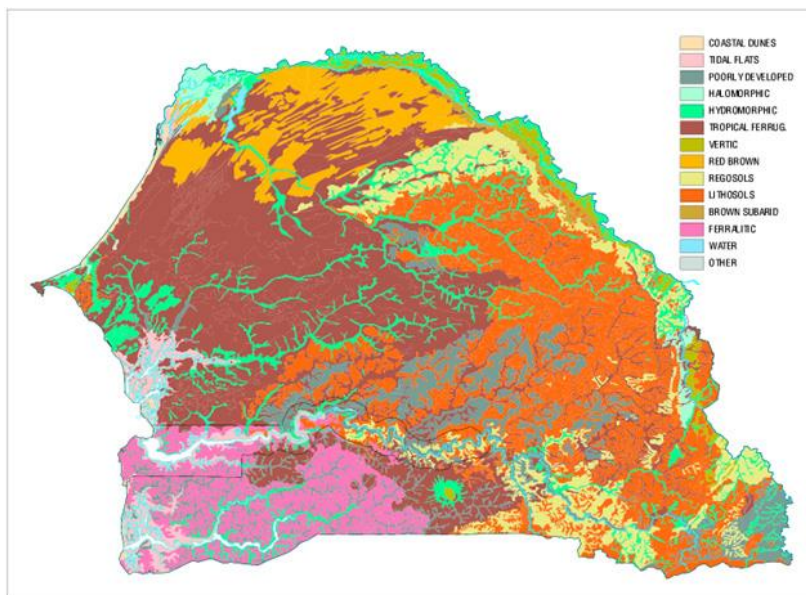 COASTAL DUNES
TIDAL FLATS
POORLY DEVELOPED
HALOMORPHIC
HYDROMORPHIC
TROPICAL FERRUG.
VERTIC
RED BROWN
REGOSOLS
LITHOSOLS
BROWN SUBARID
FERRALITIC
WATER
OTHER